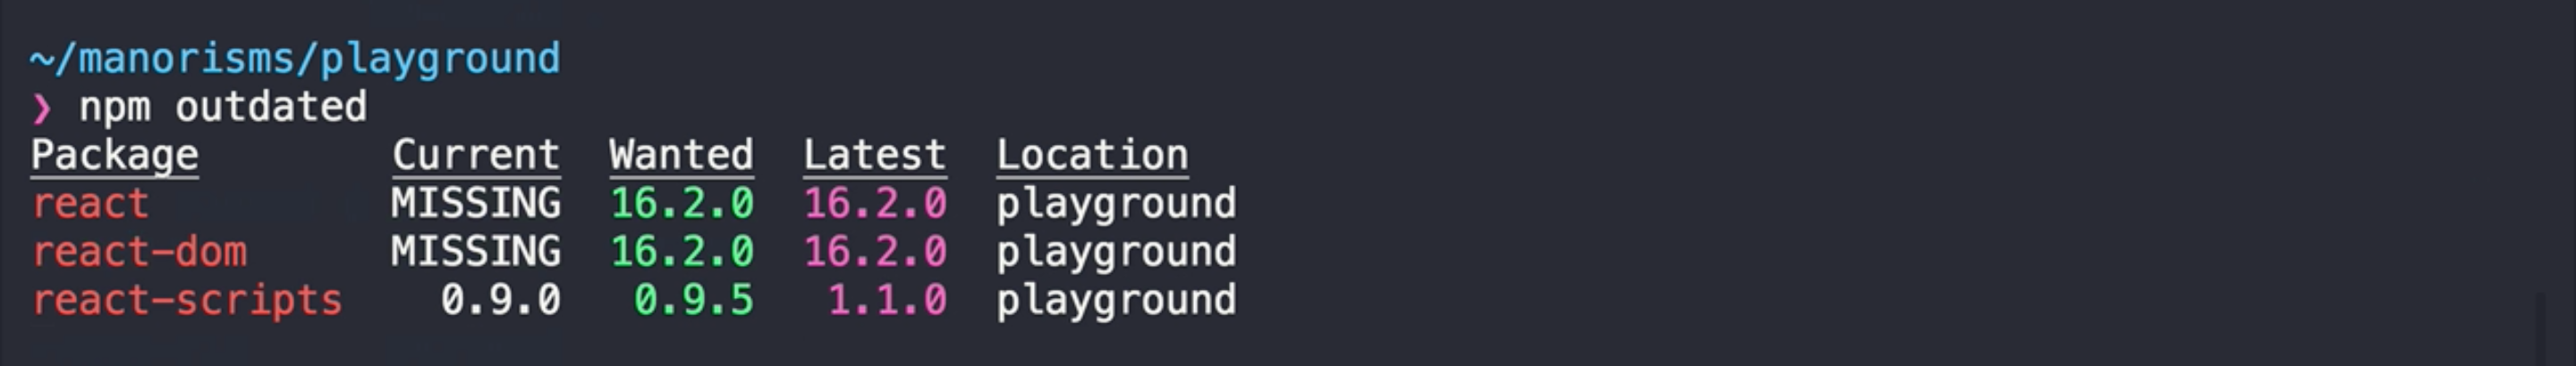 ~/manorisms/playground
❯ npm outdated
Package Current Wanted Latest Location
react MISSING 16.2.0 16.2.0 playground
react-dom MISSING 16.2.0 16.2.0 playground
react-scripts 0.9.0 0.9.5 1.1.0 playground